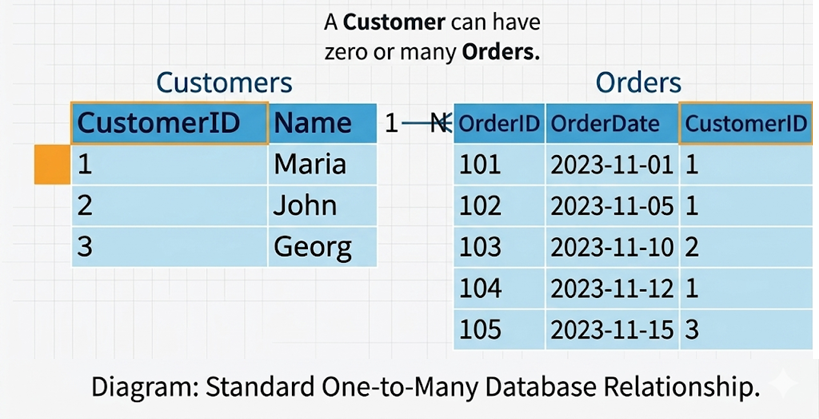 A Customer can have
zero or many Orders.
Customers
CustomerID Name
1 Maria
2 John
3 Georg
1 N
Orders
OrderID OrderDate CustomerID
101 2023-11-01 1
102 2023-11-05 1
103 2023-11-10 2
104 2023-11-12 1
105 2023-11-15 3
Diagram: Standard One-to-Many Database Relationship.